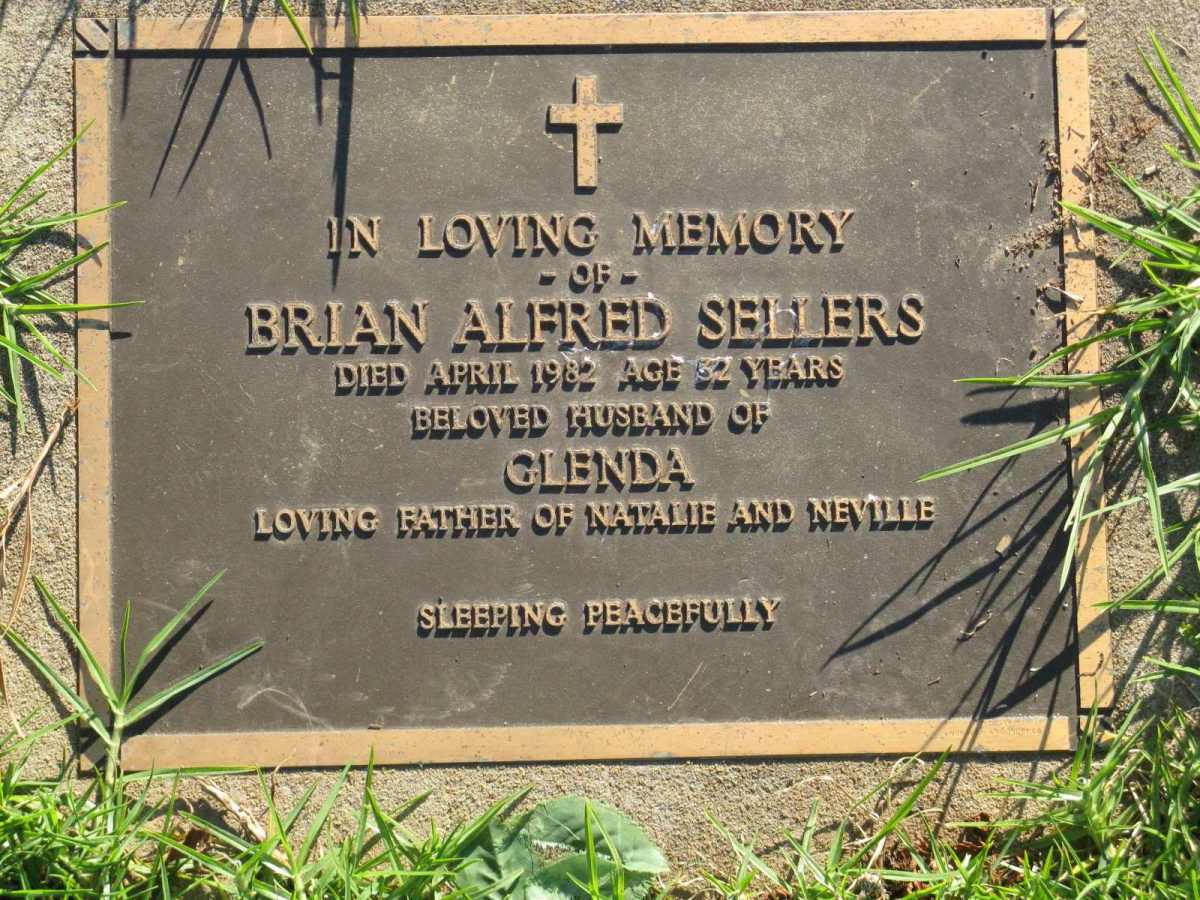 IN LOVING MEMORY
- OF -
BRIAN ALFRED SELLERS
DIED APRIL 1982 AGE 52 YEARS
BELOVED HUSBAND OF
GLENDA
LOVING FATHER OF NATALIE AND NEVILLE
SLEEPING PEACEFULLY